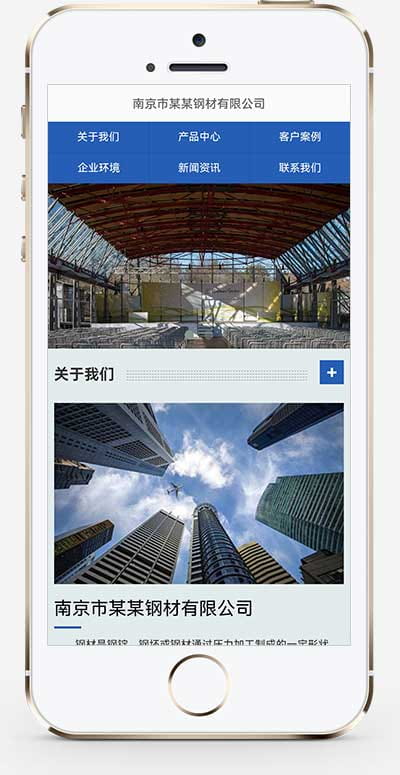 南京市某某钢材有限公司
关于我们 产品中心 客户案例
企业环境 新闻资讯 联系我们
关于我们 +
南京市某某钢材有限公司
钢材是钢锭、钢坯或钢材通过压力加工制成的一定形状